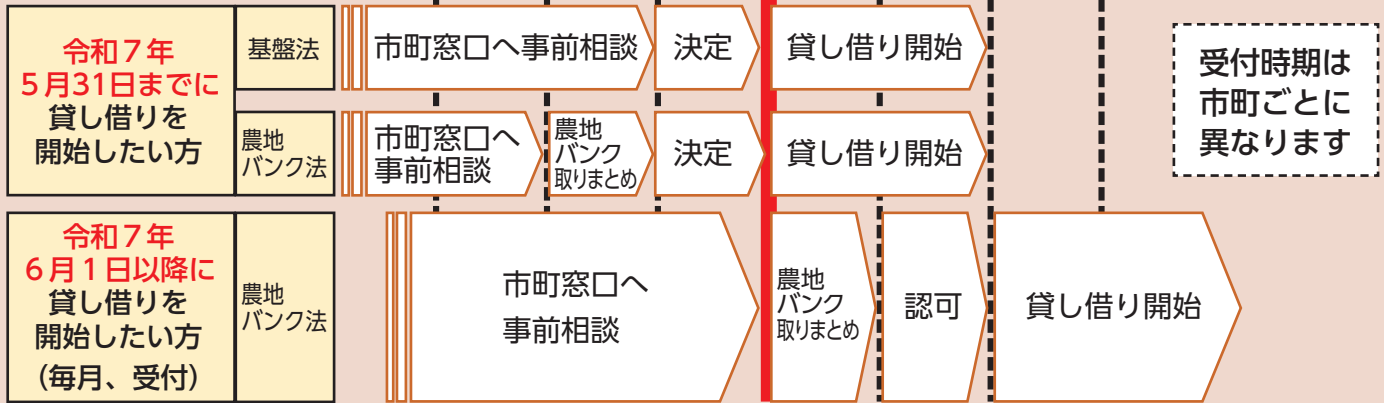 令和７年
５月31日までに
貸し借りを
開始したい方
基盤法
市町窓口へ事前相談
決定
貸し借り開始
農地
バンク法
市町窓口へ
事前相談
農地
バンク
取りまとめ
決定
貸し借り開始
受付時期は
市町ごとに
異なります
令和７年
６月１日以降に
貸し借りを
開始したい方
（毎月、受付）
農地
バンク法
市町窓口へ
事前相談
農地
バンク
取りまとめ
認可
貸し借り開始